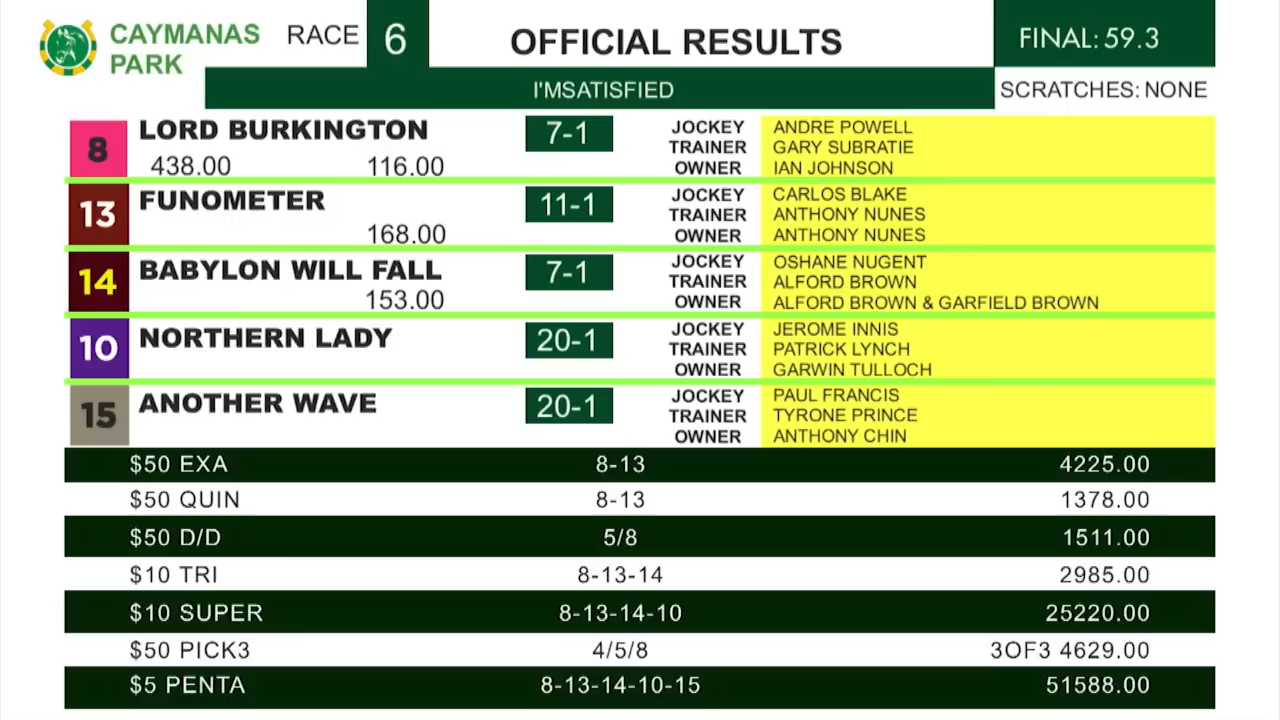 CAYMANAS PARK
RACE 6
OFFICIAL RESULTS
FINAL: 59.3
I'MSATISFIED
SCRATCHES: NONE
8 LORD BURKINGTON 7-1
438.00 116.00
JOCKEY ANDRE POWELL
TRAINER GARY SUBRATIE
OWNER IAN JOHNSON
13 FUNOMETER 11-1
168.00
JOCKEY CARLOS BLAKE
TRAINER ANTHONY NUNES
OWNER ANTHONY NUNES
14 BABYLON WILL FALL 7-1
153.00
JOCKEY OSHANE NUGENT
TRAINER ALFORD BROWN
OWNER ALFORD BROWN & GARFIELD BROWN
10 NORTHERN LADY 20-1
JOCKEY JEROME INNIS
TRAINER PATRICK LYNCH
OWNER GARWIN TULLOCH
15 ANOTHER WAVE 20-1
JOCKEY PAUL FRANCIS
TRAINER TYRONE PRINCE
OWNER ANTHONY CHIN
$50 EXA 8-13 4225.00
$50 QUIN 8-13 1378.00
$50 D/D 5/8 1511.00
$10 TRI 8-13-14 2985.00
$10 SUPER 8-13-14-10 25220.00
$50 PICK3 4/5/8 3OF3 4629.00
$5 PENTA 8-13-14-10-15 51588.00